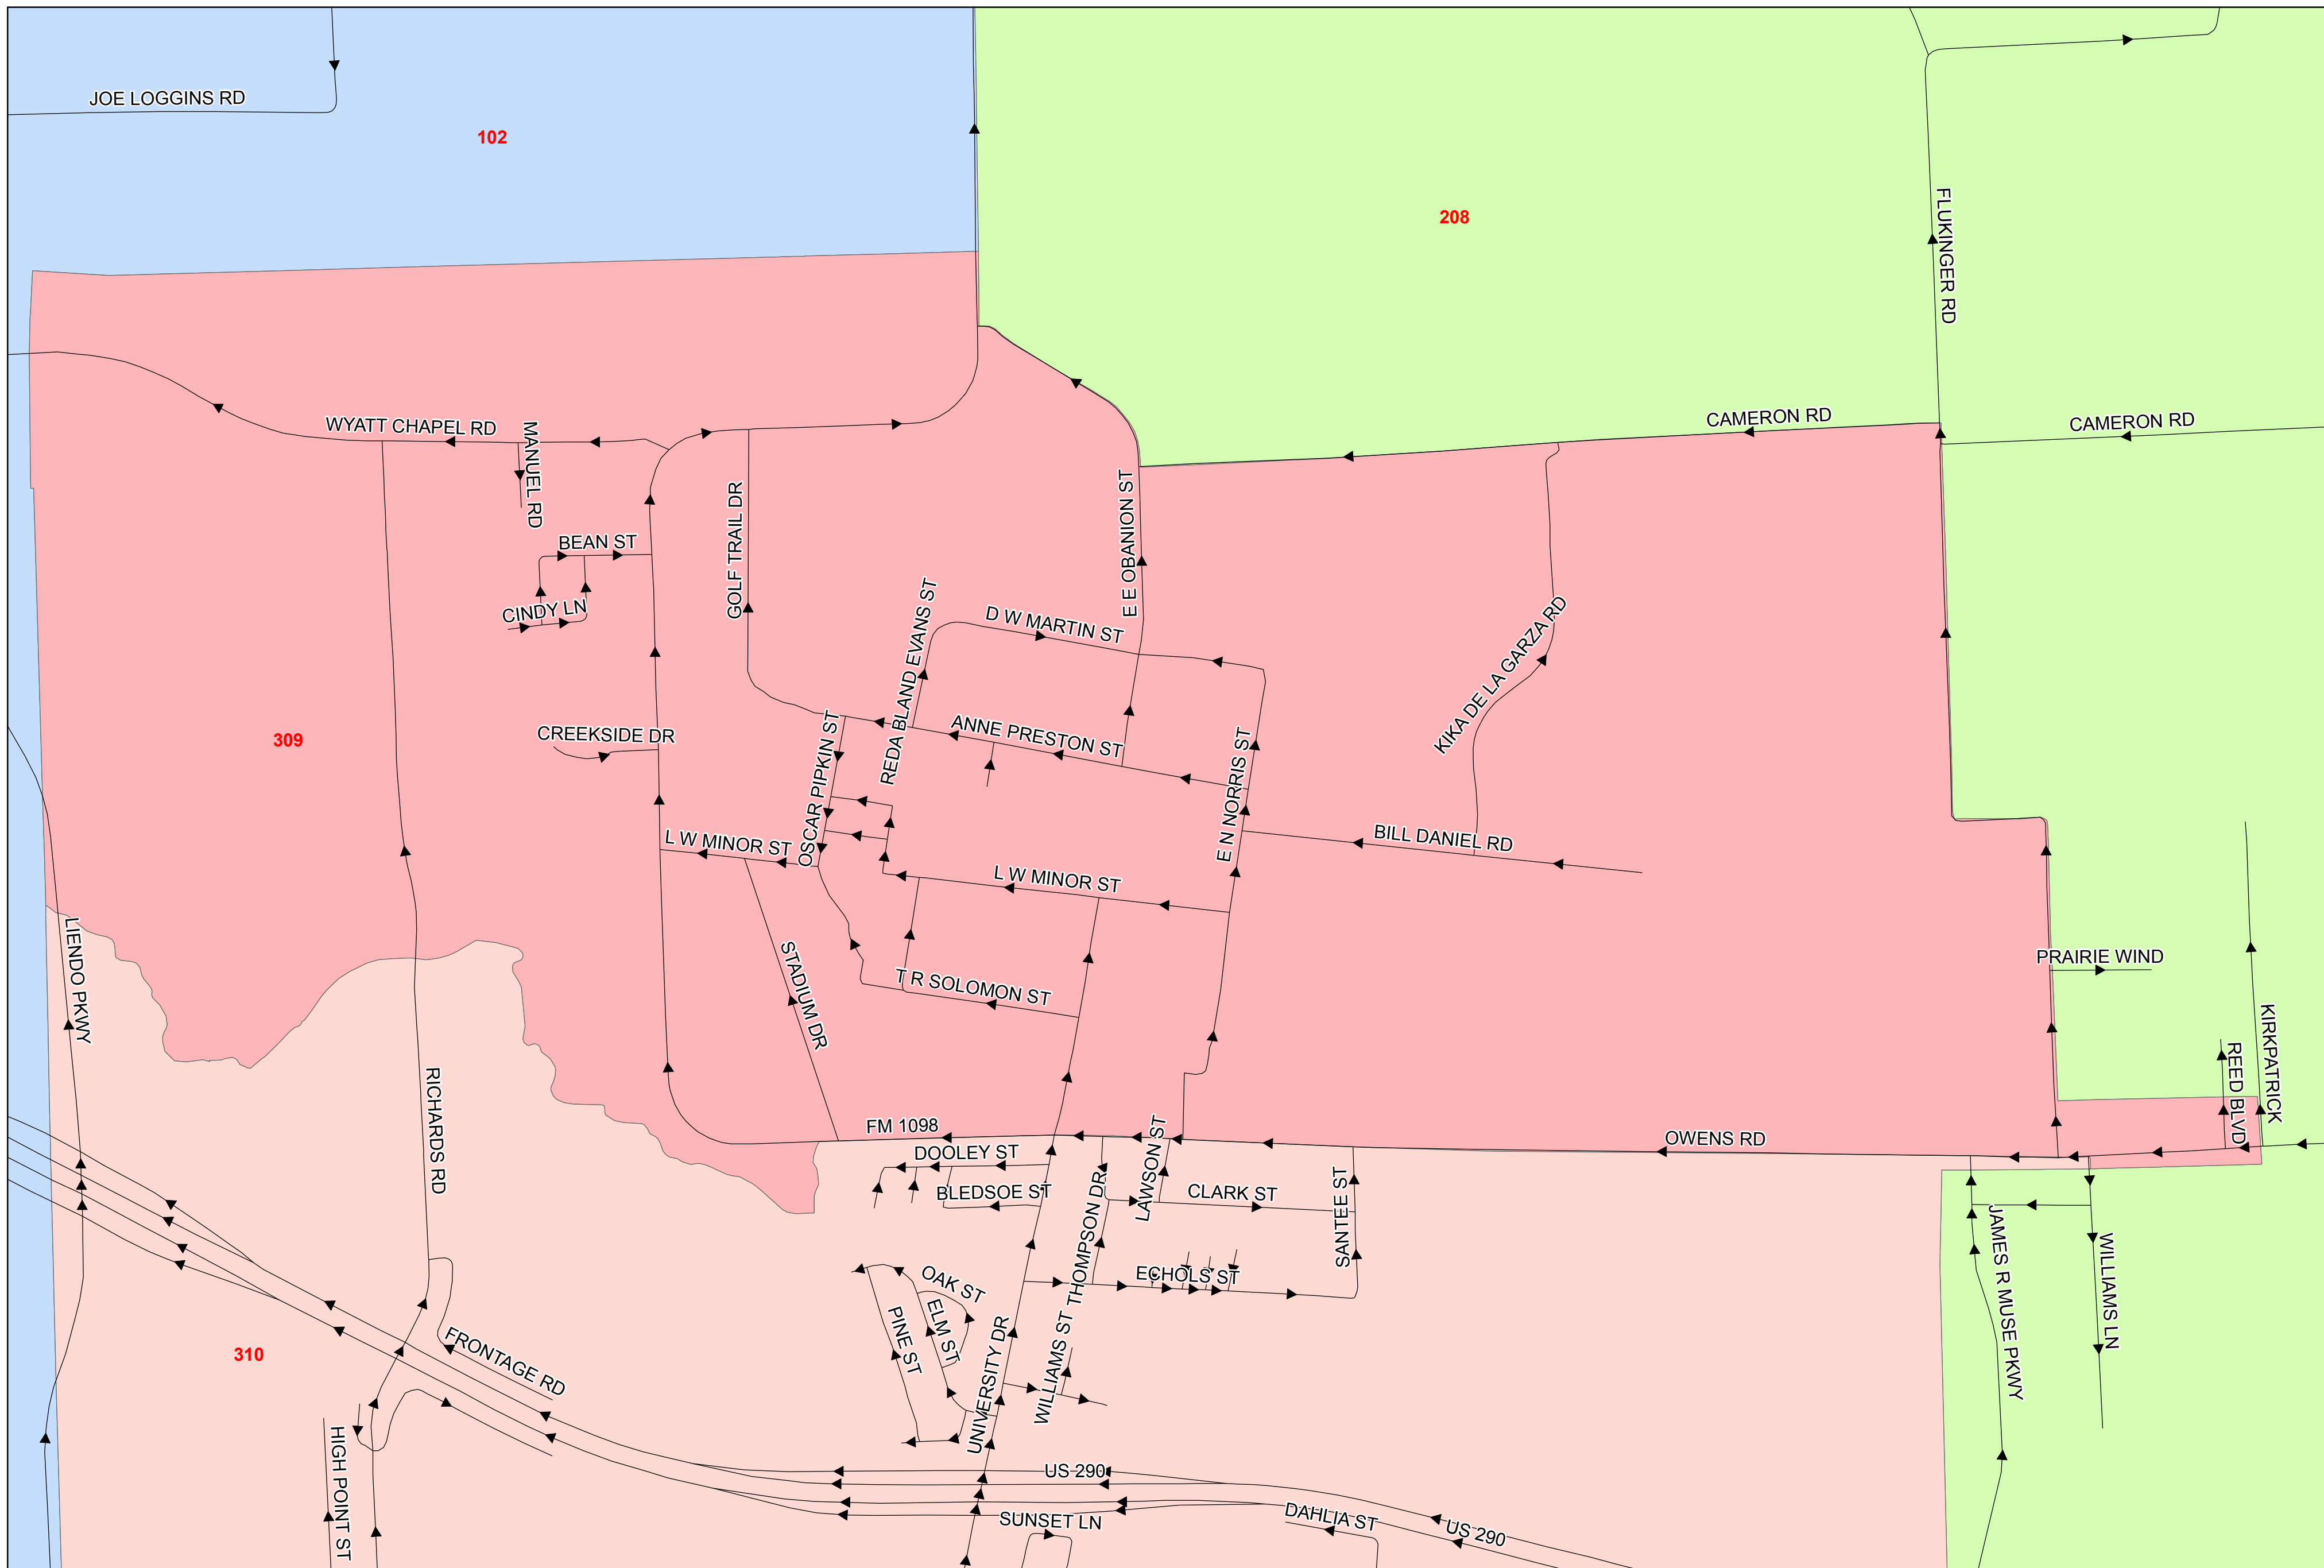 JOE LOGGINS RD
102
208
FLUKINGER RD
CAMERON RD
CAMERON RD
WYATT CHAPEL RD
MANUEL RD
GOLF TRAIL DR
E E OBANION ST
BEAN ST
CINDY LN
REDA BLAND EVANS ST
D W MARTIN ST
KIKA DE LA GARZA RD
309
CREEKSIDE DR
OSCAR PIPKIN ST
ANNE PRESTON ST
E N NORRIS ST
L W MINOR ST
BILL DANIEL RD
L W MINOR ST
LIENDO PKWY
STADIUM DR
T R SOLOMON ST
PRAIRIE WIND
KIRKPATRICK
REED BLVD
RICHARDS RD
FM 1098
OWENS RD
DOOLEY ST
LAWSON ST
BLEDSOE ST
THOMPSON DR
CLARK ST
SANTEE ST
JAMES R MUSE PKWY
WILLIAMS LN
ECHOLS ST
OAK ST
ELM ST
PINE ST
310
FRONTAGE RD
UNIVERSITY DR
WILLIAMS ST
HIGH POINT ST
US 290
SUNSET LN
DAHLIA ST
US 290